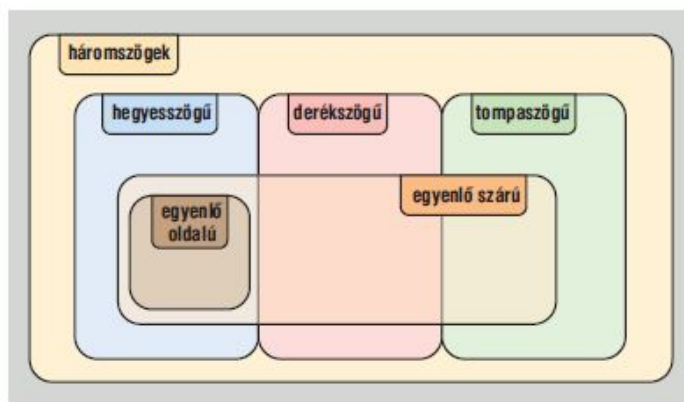 háromszögek
hegyesszögű
derékszögű
tompaszögű
egyenlő szárú
egyenlő
oldalú